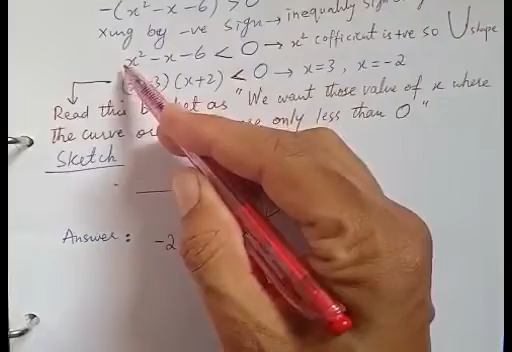 -(x² - x - 6) > 0
xing by -ve sign → inequality sign
x² - x - 6 < 0 → x² cofficient is +ve so U shape
(x+2) < 0 → x = 3 , x = -2
Read this as "We want those value of x where
the curve only less than 0"
Sketch
Answer : -2